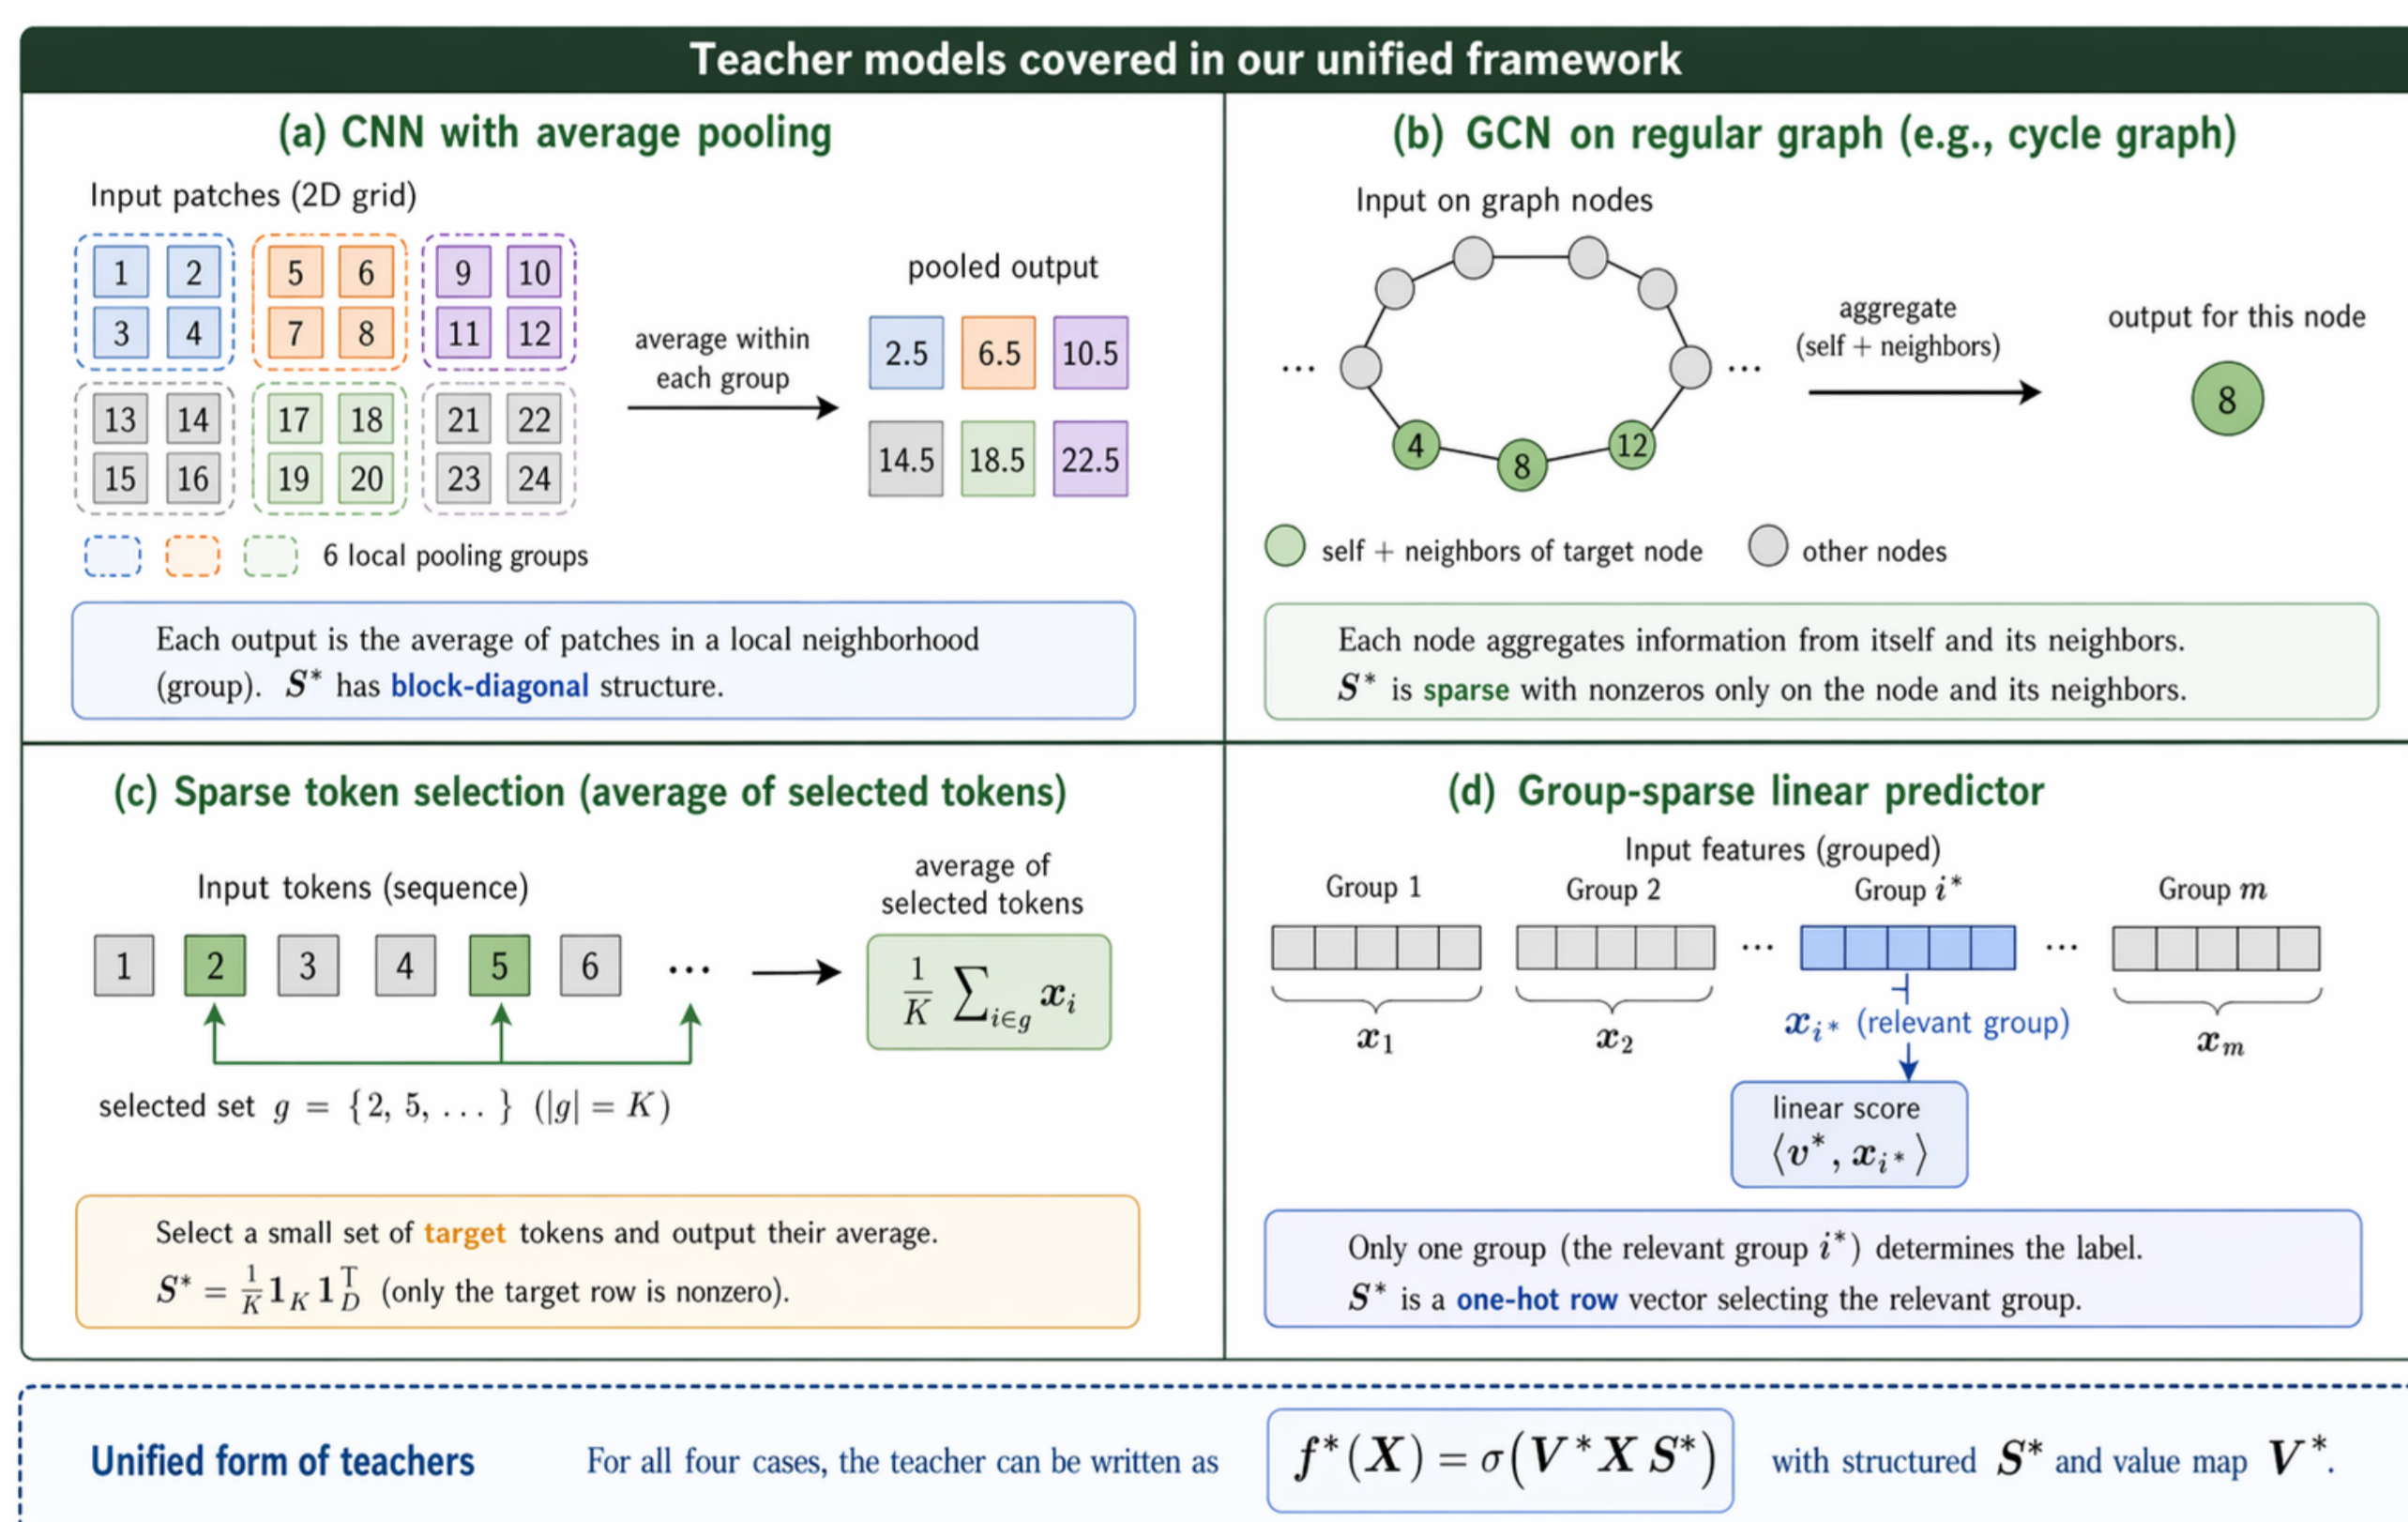 Teacher models covered in our unified framework
(a) CNN with average pooling
Input patches (2D grid)
1 2 5 6 9 10
3 4 7 8 11 12
13 14 17 18 21 22
15 16 19 20 23 24
average within
each group
pooled output
2.5 6.5 10.5
14.5 18.5 22.5
6 local pooling groups
Each output is the average of patches in a local neighborhood
(group). S* has block-diagonal structure.
(b) GCN on regular graph (e.g., cycle graph)
Input on graph nodes
... ...
4 8 12
aggregate
(self + neighbors)
output for this node
8
self + neighbors of target node other nodes
Each node aggregates information from itself and its neighbors.
S* is sparse with nonzeros only on the node and its neighbors.
(c) Sparse token selection (average of selected tokens)
Input tokens (sequence)
1 2 3 4 5 6 ...
average of
selected tokens
1/K ∑_{i∈g} x_i
selected set g = {2, 5, ... } (|g| = K)
Select a small set of target tokens and output their average.
S* = 1/K 1_K 1_D^T (only the target row is nonzero).
(d) Group-sparse linear predictor
Input features (grouped)
Group 1 Group 2 Group i* Group m
... ...
x_1 x_2 x_{i*} (relevant group) x_m
linear score
⟨v*, x_{i*}⟩
Only one group (the relevant group i*) determines the label.
S* is a one-hot row vector selecting the relevant group.
Unified form of teachers For all four cases, the teacher can be written as f*(X) = σ(V*X S*) with structured S* and value map V*.